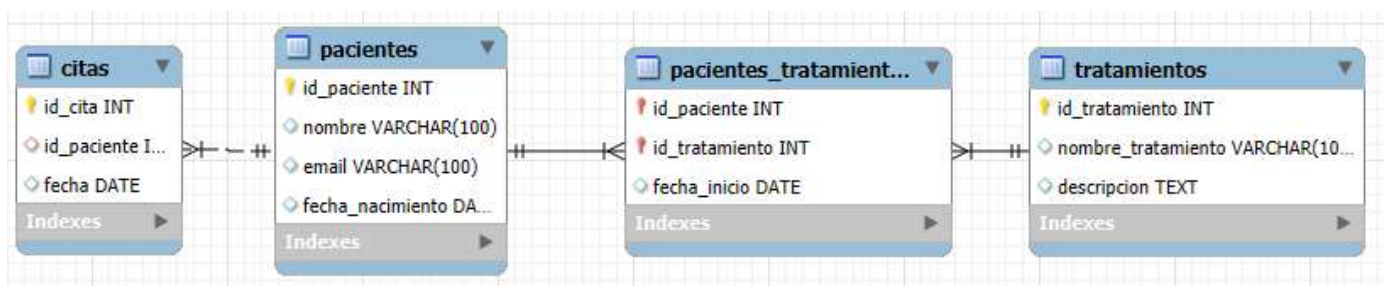 citas
id_cita INT
id_paciente I...
fecha DATE
Indexes
pacientes
id_paciente INT
nombre VARCHAR(100)
email VARCHAR(100)
fecha_nacimiento DA...
Indexes
pacientes_tratamient...
id_paciente INT
id_tratamiento INT
fecha_inicio DATE
Indexes
tratamientos
id_tratamiento INT
nombre_tratamiento VARCHAR(10...
descripcion TEXT
Indexes